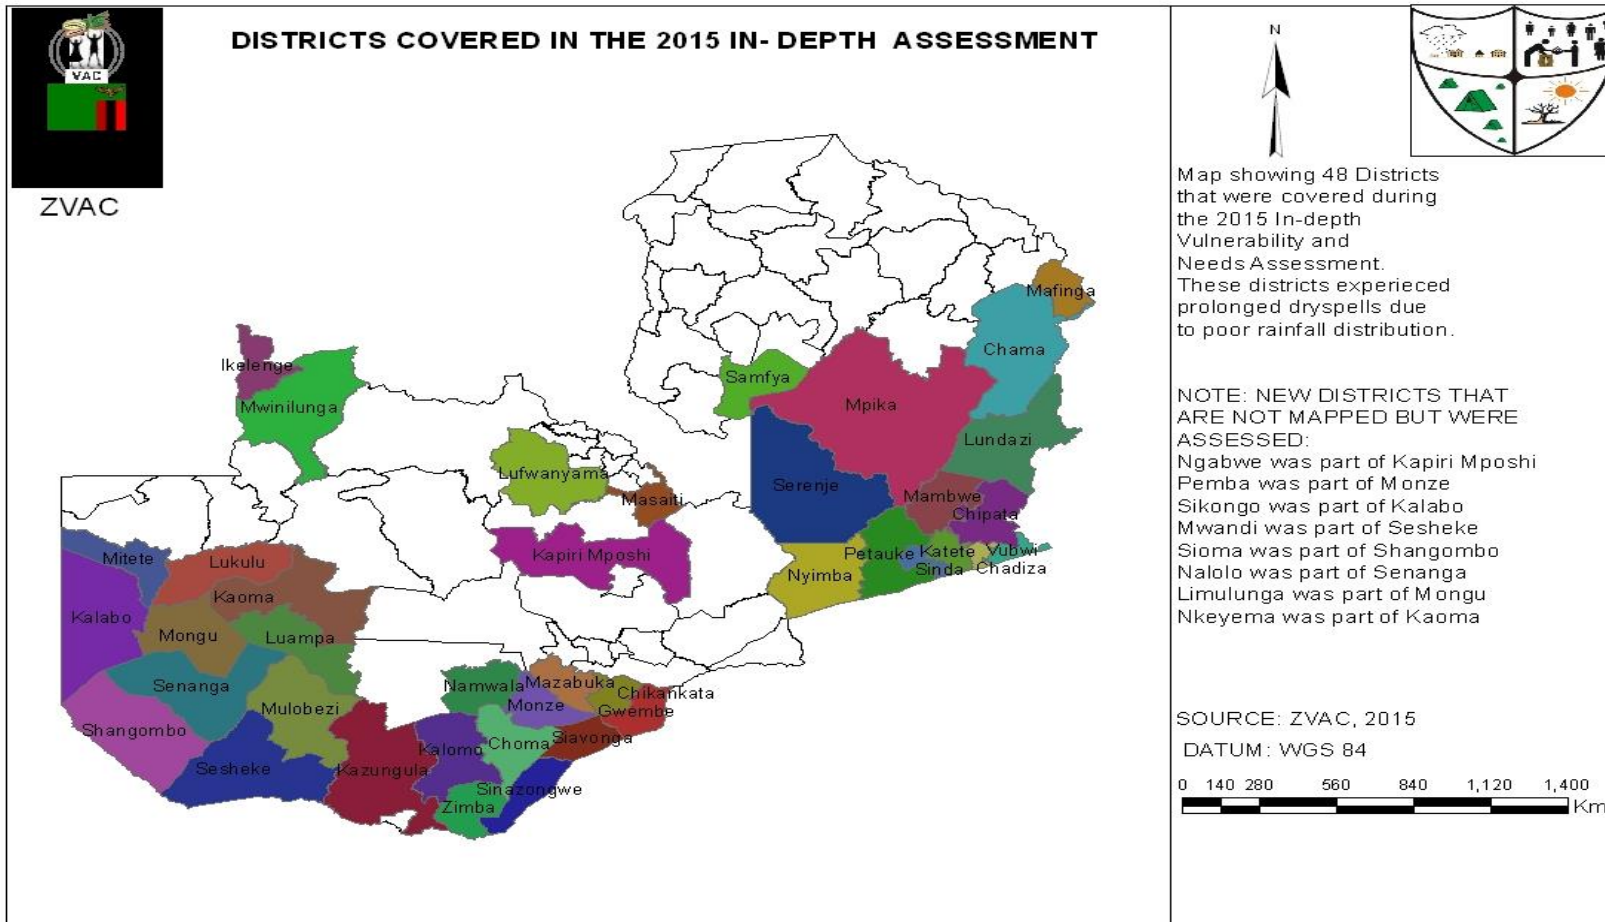 DISTRICTS COVERED IN THE 2015 IN- DEPTH ASSESSMENT
VAC
ZVAC
N
Map showing 48 Districts
that were covered during
the 2015 In-depth
Vulnerability and
Needs Assessment.
These districts experieced
prolonged dryspells due
to poor rainfall distribution.
NOTE: NEW DISTRICTS THAT
ARE NOT MAPPED BUT WERE
ASSESSED:
Ngabwe was part of Kapiri Mposhi
Pemba was part of Monze
Sikongo was part of Kalabo
Mwandi was part of Sesheke
Sioma was part of Shangombo
Nalolo was part of Senanga
Limulunga was part of Mongu
Nkeyema was part of Kaoma
SOURCE: ZVAC, 2015
DATUM: WGS 84
0 140 280 560 840 1,120 1,400
Km
Mafinga
Chama
Ikelenge
Samfya
Mwinilunga
Mpika
Lundazi
Lufwanyama
Serenje
Masaiti
Mambwe
Chipata
Kapiri Mposhi
Mitete
Lukulu
Petauke
Katete
Vubwi
Sinda
Chadiza
Nyimba
Kaoma
Kalabo
Mongu
Luampa
Senanga
Namwala
Mazabuka
Chikankata
Mulobezi
Monze
Gwembe
Shangombo
Kalomo
Choma
Siavonga
Sesheke
Kazungula
Sinazongwe
Zimba